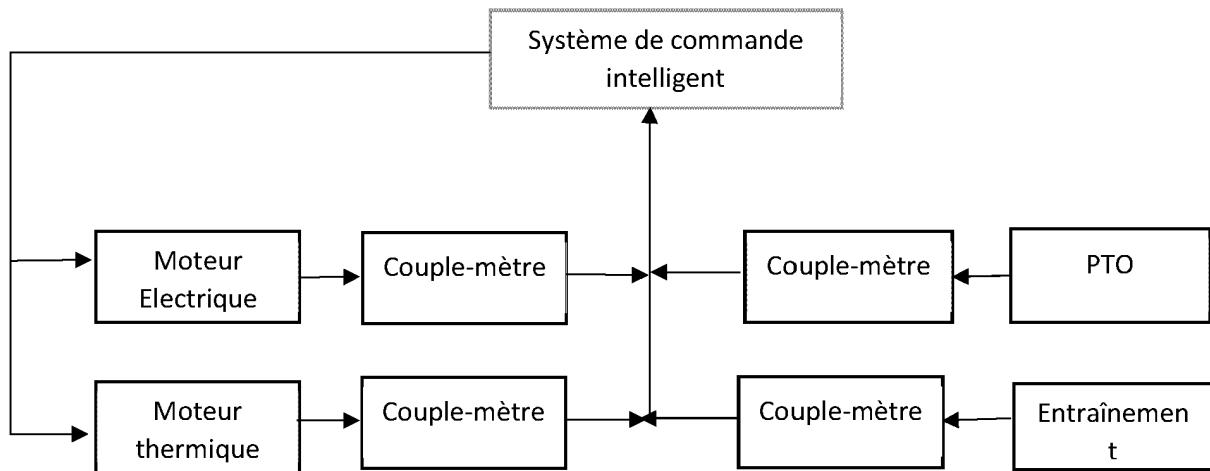 Système de commande
intelligent
Moteur
Electrique
Couple-mètre
Couple-mètre
PTO
Moteur
thermique
Couple-mètre
Couple-mètre
Entraînemen
t